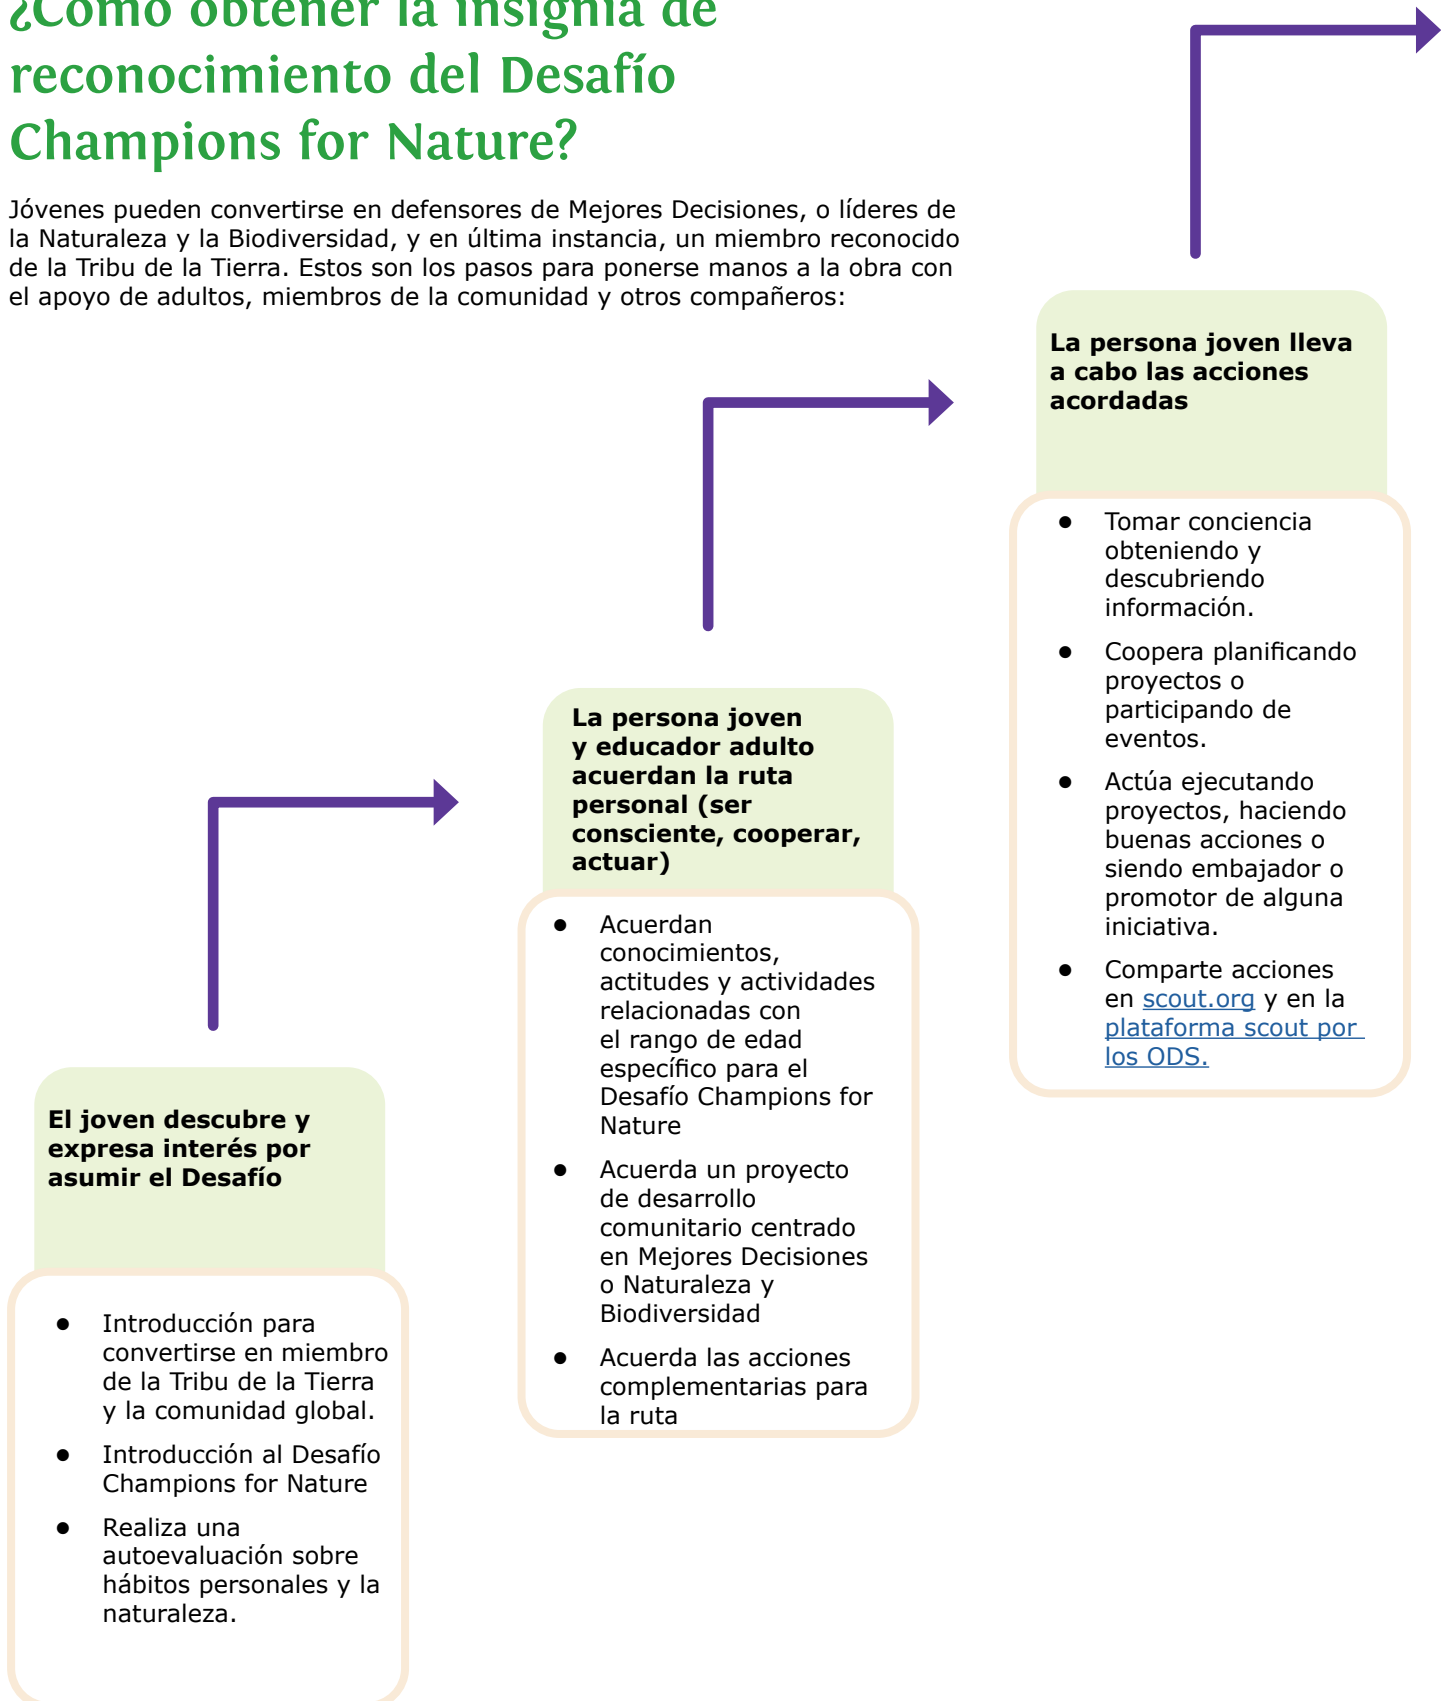 ¿Cómo obtener la insignia de
reconocimiento del Desafío
Champions for Nature?
Jóvenes pueden convertirse en defensores de Mejores Decisiones, o líderes de
la Naturaleza y la Biodiversidad, y en última instancia, un miembro reconocido
de la Tribu de la Tierra. Estos son los pasos para ponerse manos a la obra con
el apoyo de adultos, miembros de la comunidad y otros compañeros:
El joven descubre y
expresa interés por
asumir el Desafío
● Introducción para
convertirse en miembro
de la Tribu de la Tierra
y la comunidad global.
● Introducción al Desafío
Champions for Nature
● Realiza una
autoevaluación sobre
hábitos personales y la
naturaleza.
La persona joven
y educador adulto
acuerdan la ruta
personal (ser
consciente, cooperar,
actuar)
● Acuerdan
conocimientos,
actitudes y actividades
relacionadas con
el rango de edad
específico para el
Desafío Champions for
Nature
● Acuerda un proyecto
de desarrollo
comunitario centrado
en Mejores Decisiones
o Naturaleza y
Biodiversidad
● Acuerda las acciones
complementarias para
la ruta
La persona joven lleva
a cabo las acciones
acordadas
● Tomar conciencia
obteniendo y
descubriendo
información.
● Coopera planificando
proyectos o
participando de
eventos.
● Actúa ejecutando
proyectos, haciendo
buenas acciones o
siendo embajador o
promotor de alguna
iniciativa.
● Comparte acciones
en scout.org y en la
plataforma scout por
los ODS.